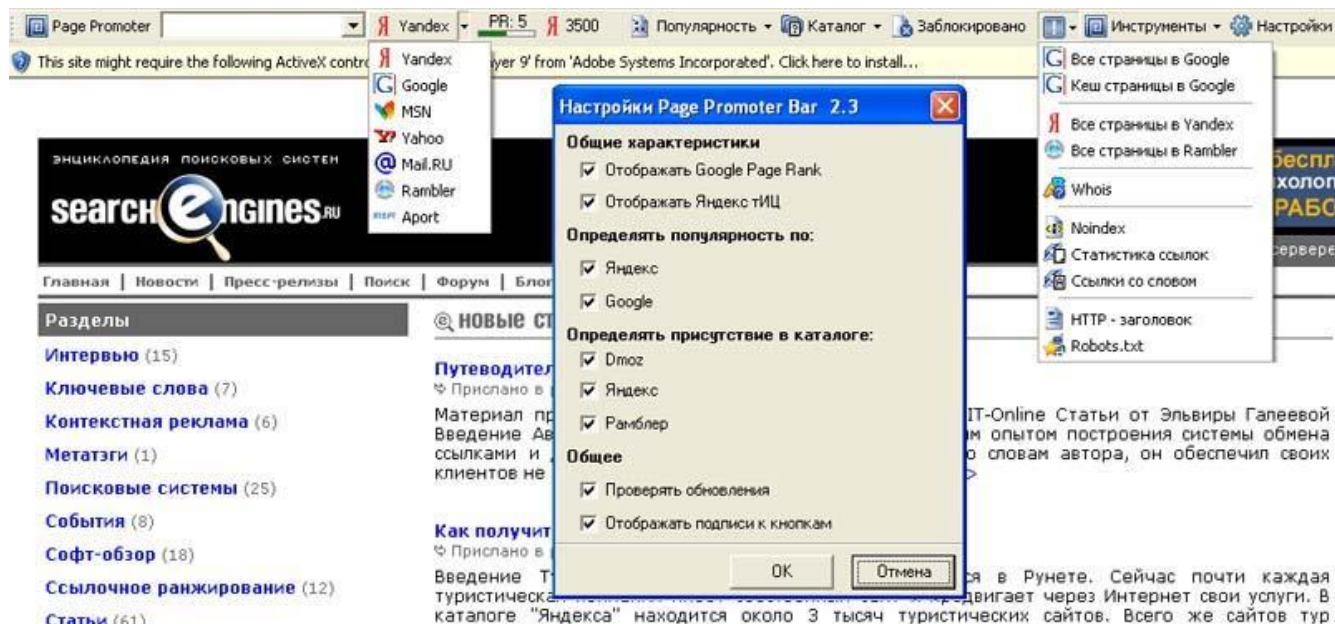 Page Promoter Yandex PR: 5 3500 Популярность Каталог Заблокировано Инструменты Настройки
This site might require the following ActiveX 'Adobe Systems Incorporated'. Click here to install...
Yandex
Google
MSN
Yahoo
Mail.RU
Rambler
Aport
Все страницы в Google
Кеш страницы в Google
Все страницы в Yandex
Все страницы в Rambler
Whois
Noindex
Статистика ссылок
Ссылки со словом
HTTP - заголовок
Robots.txt
энциклопедия поисковых систем
searchEngines.RU
РАБО
Главная | Новости | Пресс-релизы | Поиск | Форум | Блог
Настройки Page Promoter Bar 2.3
Общие характеристики
Отображать Google Page Rank
Отображать Яндекс тИЦ
Определять популярность по:
Яндекс
Google
Определять присутствие в каталоге:
Dmoz
Яндекс
Рамблер
Общее
Проверять обновления
Отображать подписи к кнопкам
OK Отмена
Разделы
Интервью (15)
Ключевые слова (7)
Контекстная реклама (6)
Метатэги (1)
Поисковые системы (25)
События (8)
Софт-обзор (18)
Ссылочное ранжирование (12)
Статьи (61)
новые ст
Путеводител
Прислано в
Материал пр IT-Online Статьи от Эльвиры Галеевой
Введение Ав м опытом построения системы обмена
ссылками и о словам автора, он обеспечил своих
клиентов не
Как получит
Прислано в
Введение Т ся в Рунете. Сейчас почти каждая
туристическая двигает через Интернет свои услуги. В
каталоге "Яндекса" находится около 3 тысяч туристических сайтов. Всего же сайтов тур